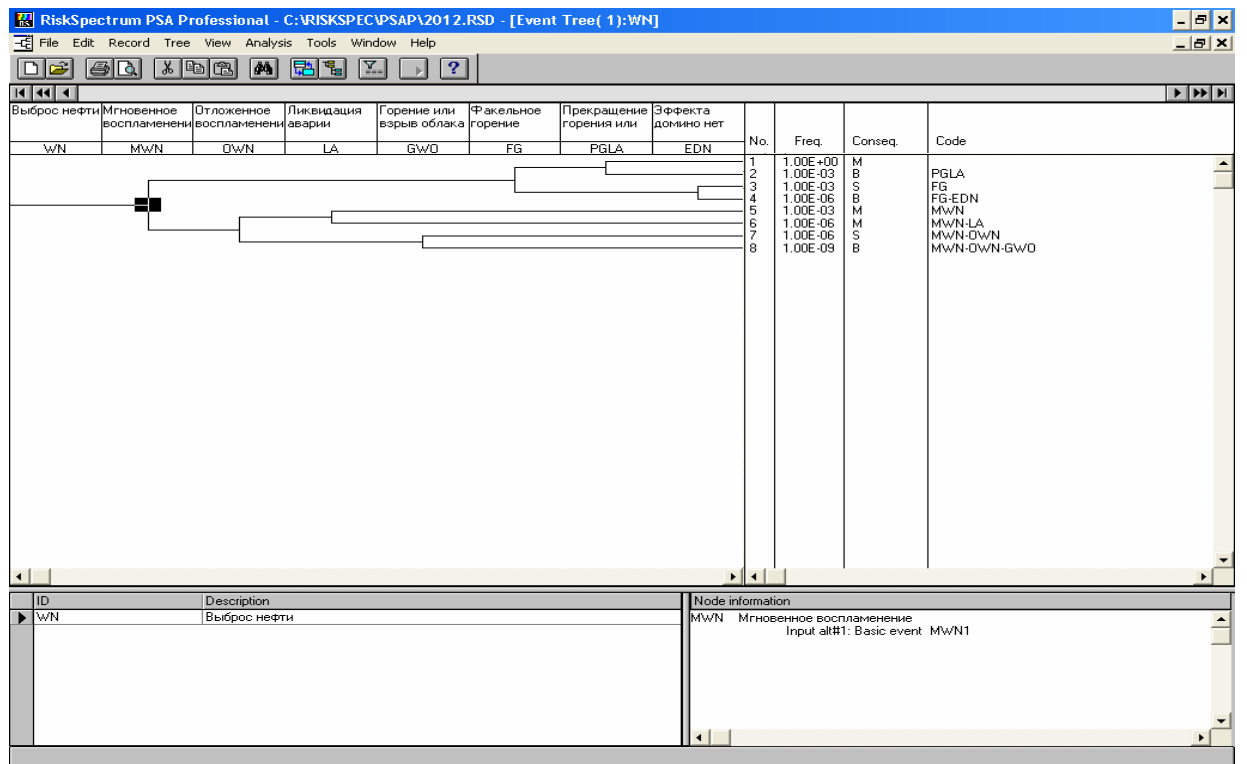 RiskSpectrum PSA Professional - C:\RISKSPEC\PSAP\2012.RSD - [Event Tree( 1):WN]
File Edit Record Tree View Analysis Tools Window Help
Выброс нефти Мгновенное воспламенени Отложенное воспламенени Ликвидация аварии Горение или взрыв облака Факельное горение Прекращение горения или Эффекта домино нет
WN MWN OWN LA GWO FG PGLA EDN
No. Freq. Conseq. Code
1 1.00E+00 M
2 1.00E-03 B PGLA
3 1.00E-03 S FG
4 1.00E-06 B FG-EDN
5 1.00E-03 M MWN
6 1.00E-06 M MWN-LA
7 1.00E-06 S MWN-OWN
8 1.00E-09 B MWN-OWN-GWO
ID Description
WN Выброс нефти
Node information
MWN Мгновенное воспламенение
Input alt#1: Basic event MWN1